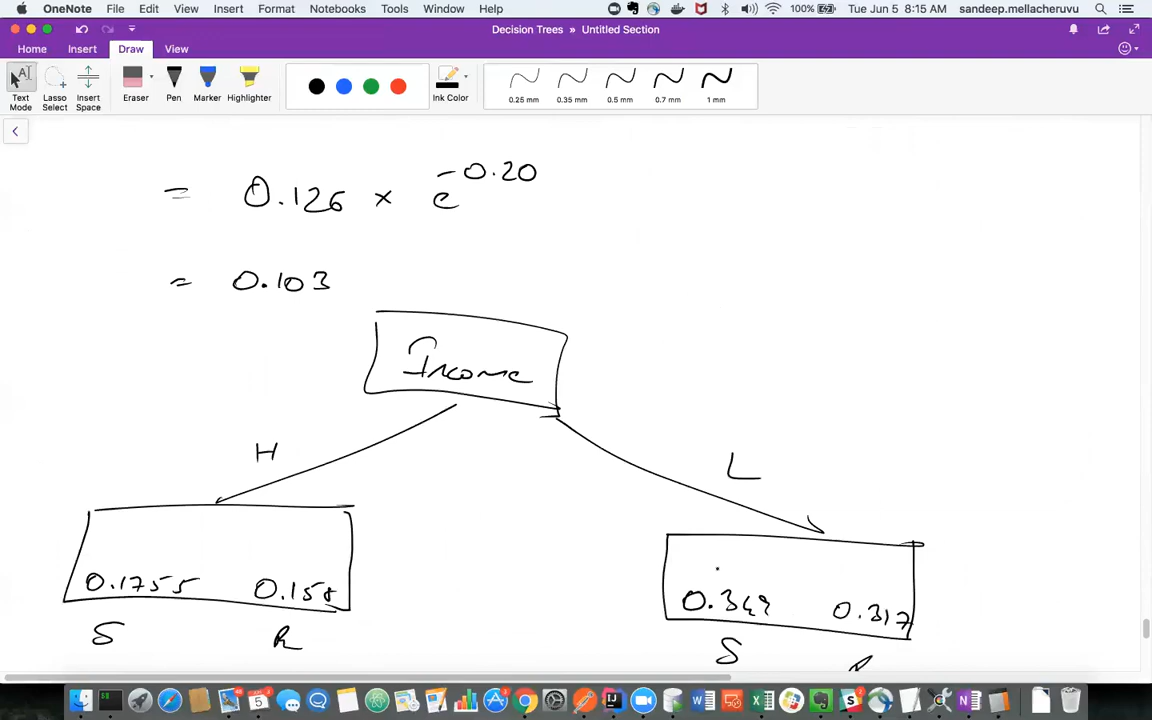 OneNote File Edit View Insert Format Notebooks Tools Window Help 100% Tue Jun 5 8:15 AM sandeep.mellacheruvu
Decision Trees » Untitled Section
Home Insert Draw View
Text Mode Lasso Select Insert Space Eraser Pen Marker Highlighter Ink Color 0.25 mm 0.35 mm 0.5 mm 0.7 mm 1 mm
= 0.126 × e^-0.20
= 0.103
Income
H L
0.1755 0.158 0.349 0.317
S R S